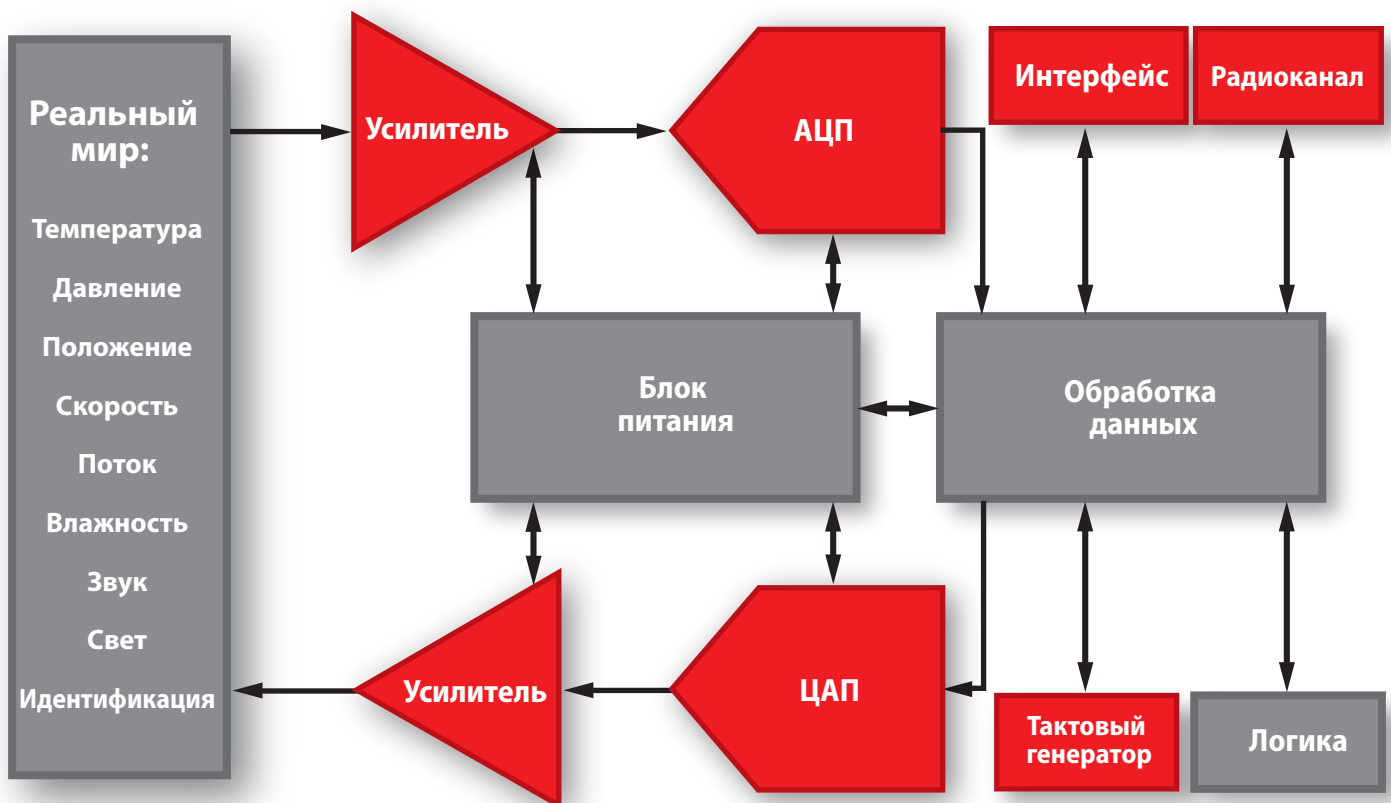 Реальный
мир:
Температура
Давление
Положение
Скорость
Поток
Влажность
Звук
Свет
Идентификация
Усилитель
АЦП
Интерфейс
Радиоканал
Блок
питания
Обработка
данных
Усилитель
ЦАП
Тактовый
генератор
Логика